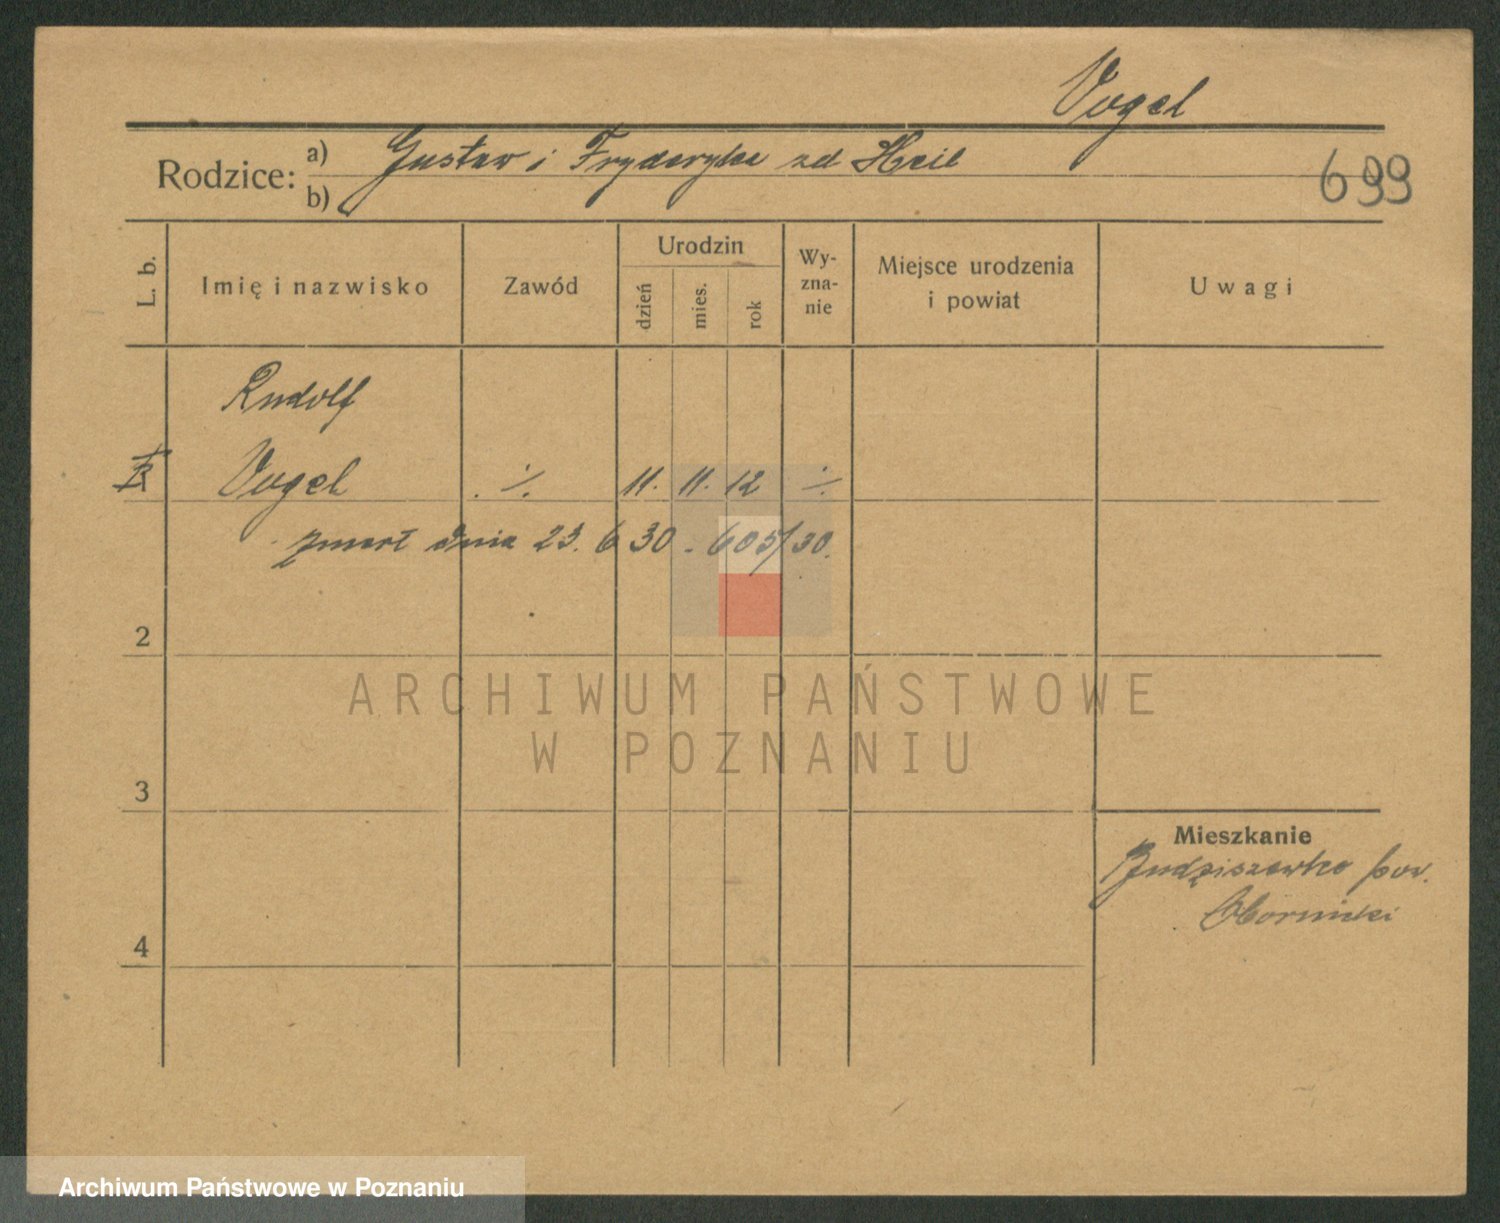 Vogel
Rodzice: a) Gustav i Fryderyka zd Heil
b)
699
L. b. Imię i nazwisko Zawód Urodzin dzień mies. rok Wy-zna-nie Miejsce urodzenia i powiat Uwagi
Rudolf
Vogel ./. 11. 11. 12 ./.
zmarł dnia 23. 6 30 - 605/30.
2
ARCHIWUM PAŃSTWOWE
W POZNANIU
3
Mieszkanie
Budziszewko pow.
Obornicki
4
Archiwum Państwowe w Poznaniu